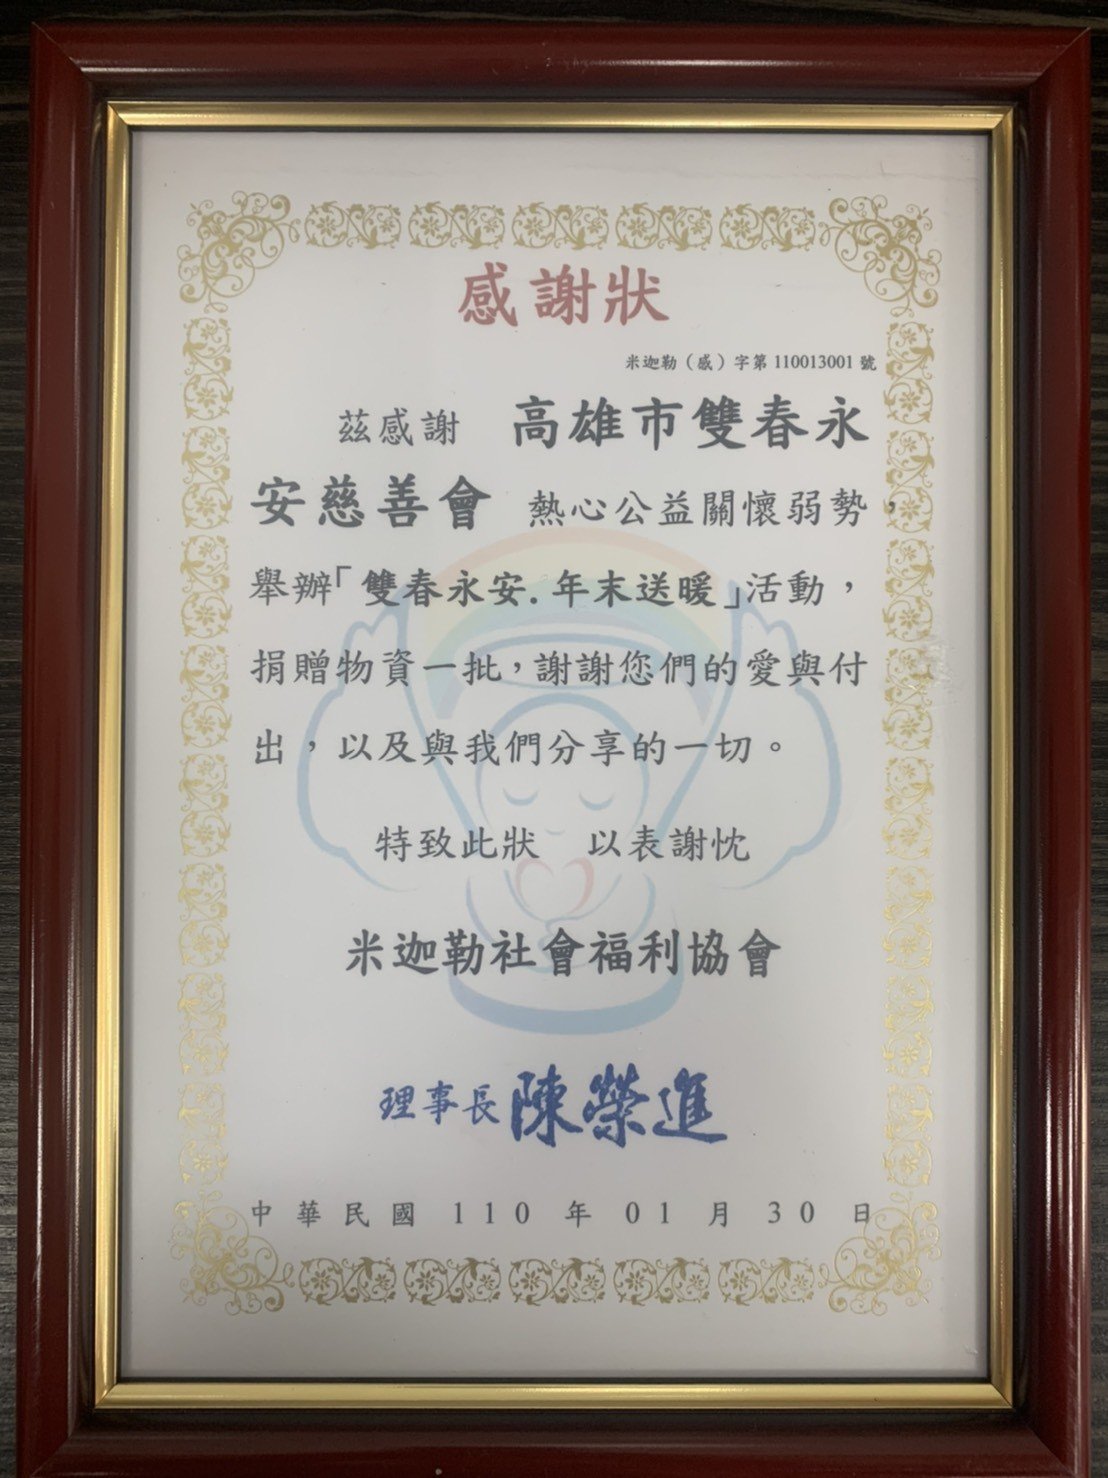 感謝狀
米迦勒（感）字第 110013001 號
茲感謝 高雄市雙春永
安慈善會 熱心公益關懷弱勢，
舉辦「雙春永安.年末送暖」活動，
捐贈物資一批，謝謝您們的愛與付
出，以及與我們分享的一切。
特致此狀 以表謝忱
米迦勒社會福利協會
理事長 陳榮進
中華民國 110 年 01 月 30 日